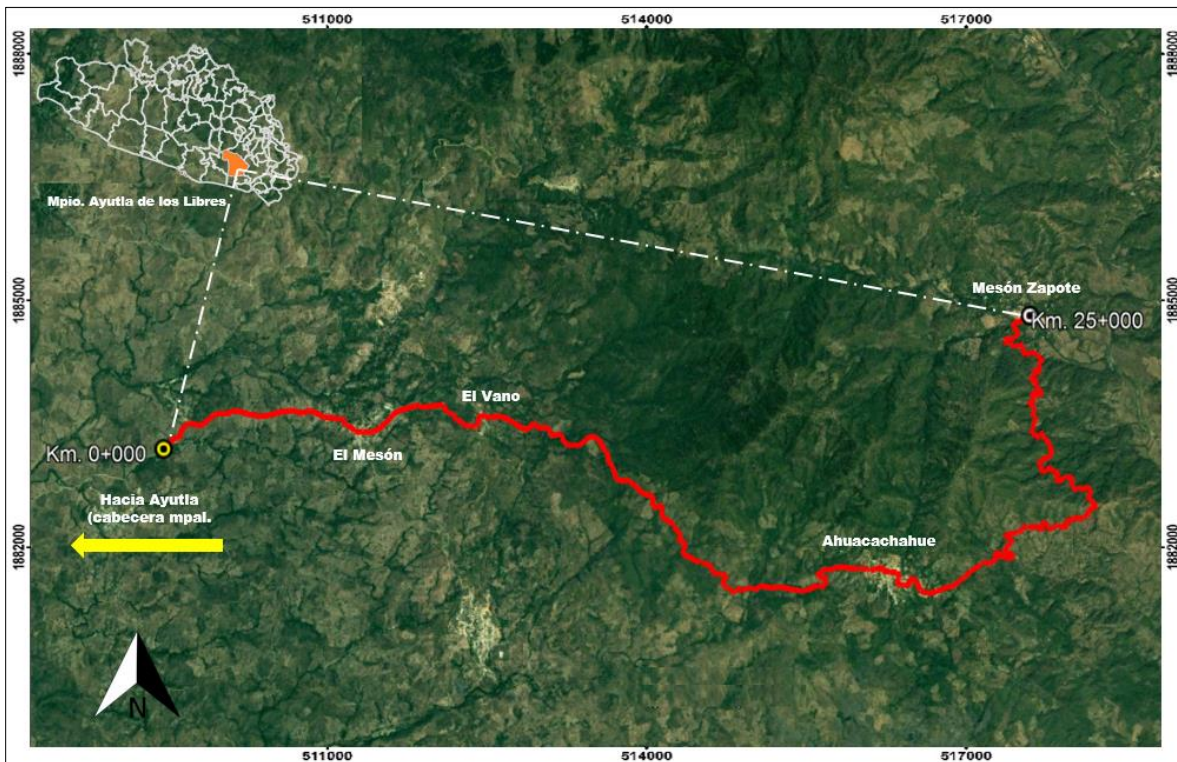 511000
514000
517000
1888000
1888000
Mpio. Ayutla de los Libres
1885000
1885000
Mesón Zapote
Km. 25+000
El Vano
El Mesón
Km. 0+000
Hacia Ayutla
(cabecera mpal.
Ahuacachahue
1882000
1882000
N
511000
514000
517000